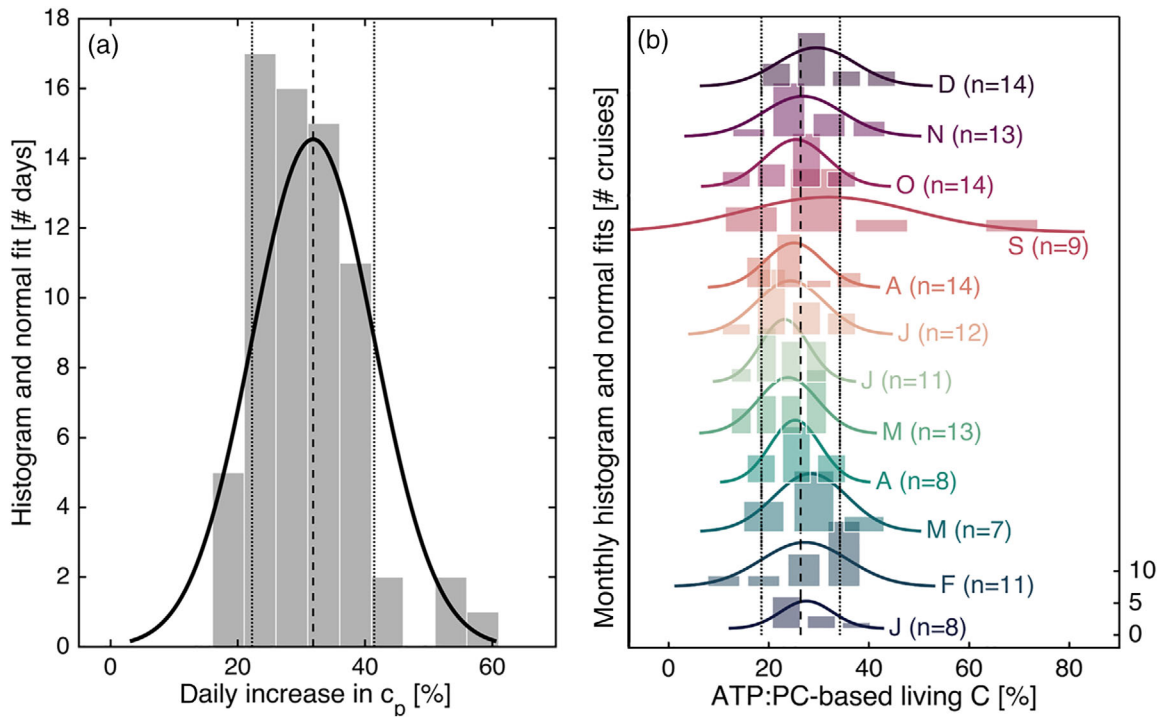 (a)
Histogram and normal fit [# days]
18
16
14
12
10
8
6
4
2
0
0 20 40 60
Daily increase in cp [%]
(b)
Monthly histogram and normal fits [# cruises]
D (n=14)
N (n=13)
O (n=14)
S (n=9)
A (n=14)
J (n=12)
J (n=11)
M (n=13)
A (n=8)
M (n=7)
F (n=11)
J (n=8)
10
5
0
0 20 40 60 80
ATP:PC-based living C [%]